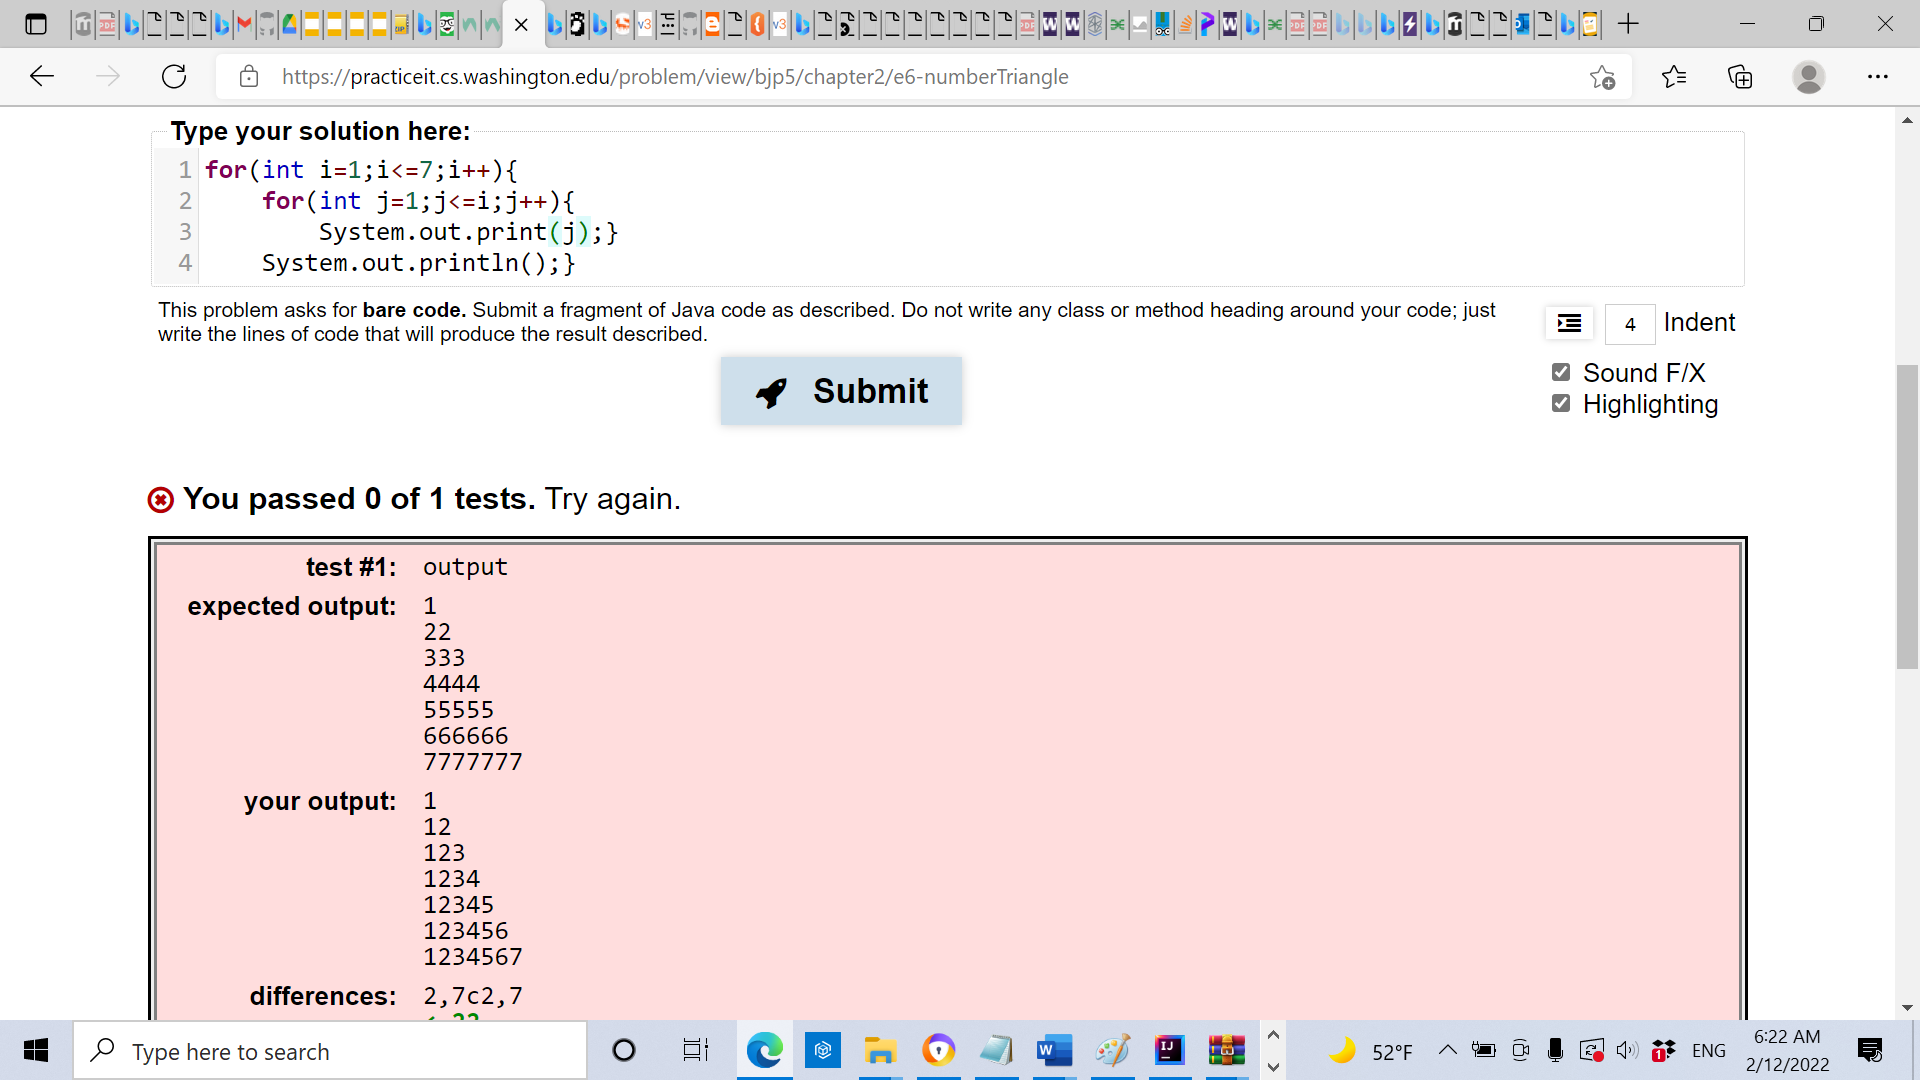 https://practiceit.cs.washington.edu/problem/view/bjp5/chapter2/e6-numberTriangle
Type your solution here:
1 for(int i=1;i<=7;i++){
2     for(int j=1;j<=i;j++){
3         System.out.print(j);}
4     System.out.println();}
This problem asks for bare code. Submit a fragment of Java code as described. Do not write any class or method heading around your code; just
write the lines of code that will produce the result described.
4 Indent
Sound F/X
Highlighting
Submit
You passed 0 of 1 tests. Try again.
test #1: output
expected output: 1
22
333
4444
55555
666666
7777777
your output: 1
12
123
1234
12345
123456
1234567
differences: 2,7c2,7
Type here to search
52°F
1
ENG
6:22 AM
2/12/2022